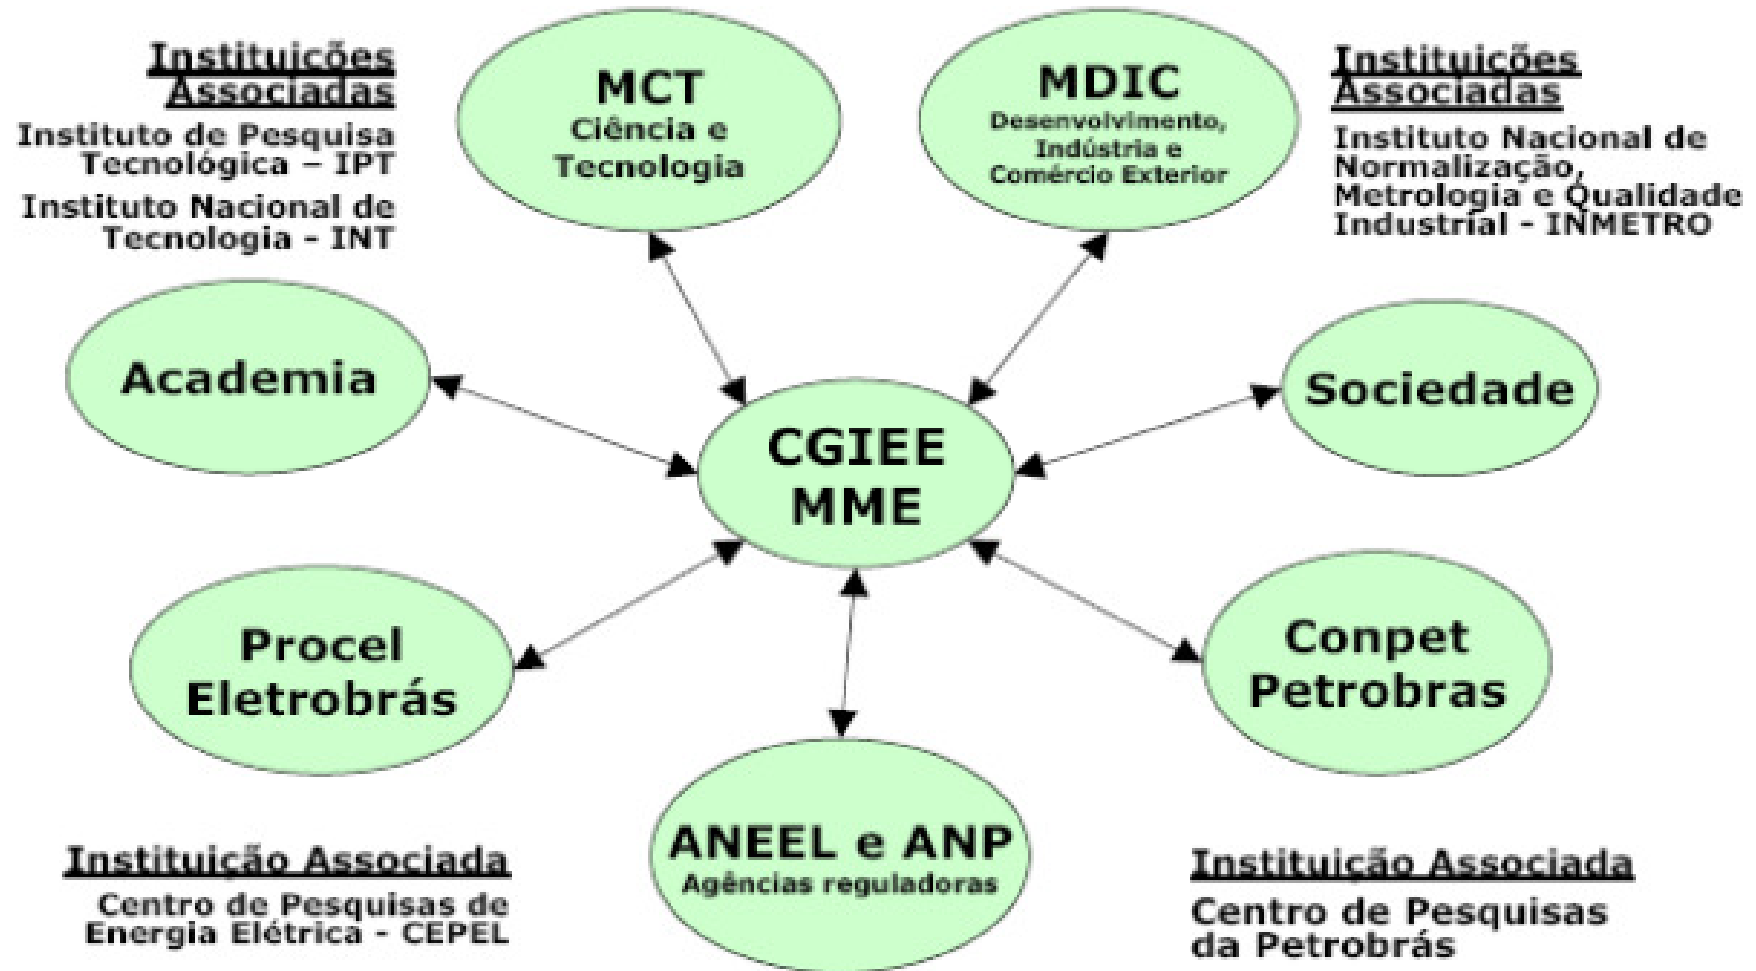 Instituições
Associadas
Instituto de Pesquisa
Tecnológica – IPT
Instituto Nacional de
Tecnologia - INT
MCT
Ciência e
Tecnologia
MDIC
Desenvolvimento,
Indústria e
Comércio Exterior
Instituições
Associadas
Instituto Nacional de
Normalização,
Metrologia e Qualidade
Industrial - INMETRO
Academia
Sociedade
CGIEE
MME
Procel
Eletrobrás
Conpet
Petrobras
ANEEL e ANP
Agências reguladoras
Instituição Associada
Centro de Pesquisas de
Energia Elétrica - CEPEL
Instituição Associada
Centro de Pesquisas
da Petrobrás